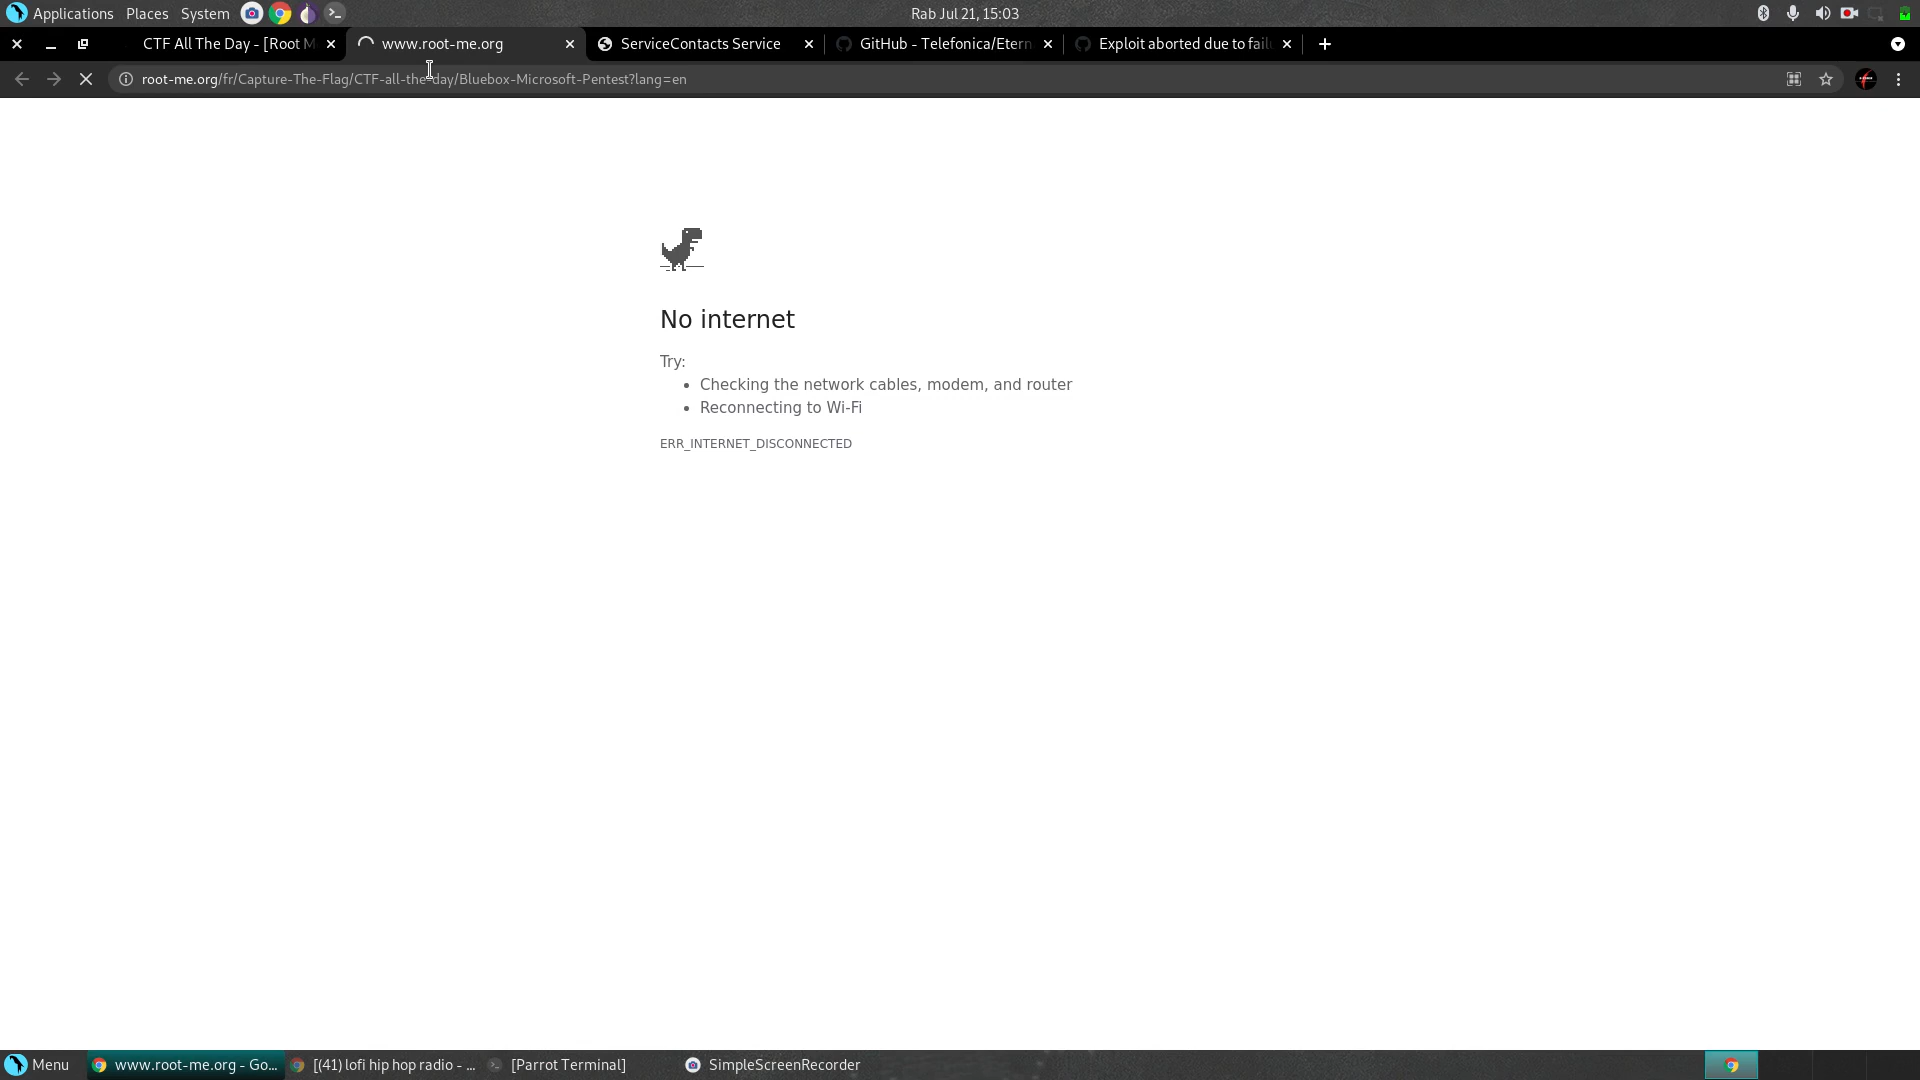 Applications Places System Rab Jul 21, 15:03
CTF All The Day - [Root M www.root-me.org ServiceContacts Service GitHub - Telefonica/Etern Exploit aborted due to fail
root-me.org/fr/Capture-The-Flag/CTF-all-the-day/Bluebox-Microsoft-Pentest?lang=en
No internet
Try:
• Checking the network cables, modem, and router
• Reconnecting to Wi-Fi
ERR_INTERNET_DISCONNECTED
Menu www.root-me.org - Go... [(41) lofi hip hop radio - ... [Parrot Terminal] SimpleScreenRecorder